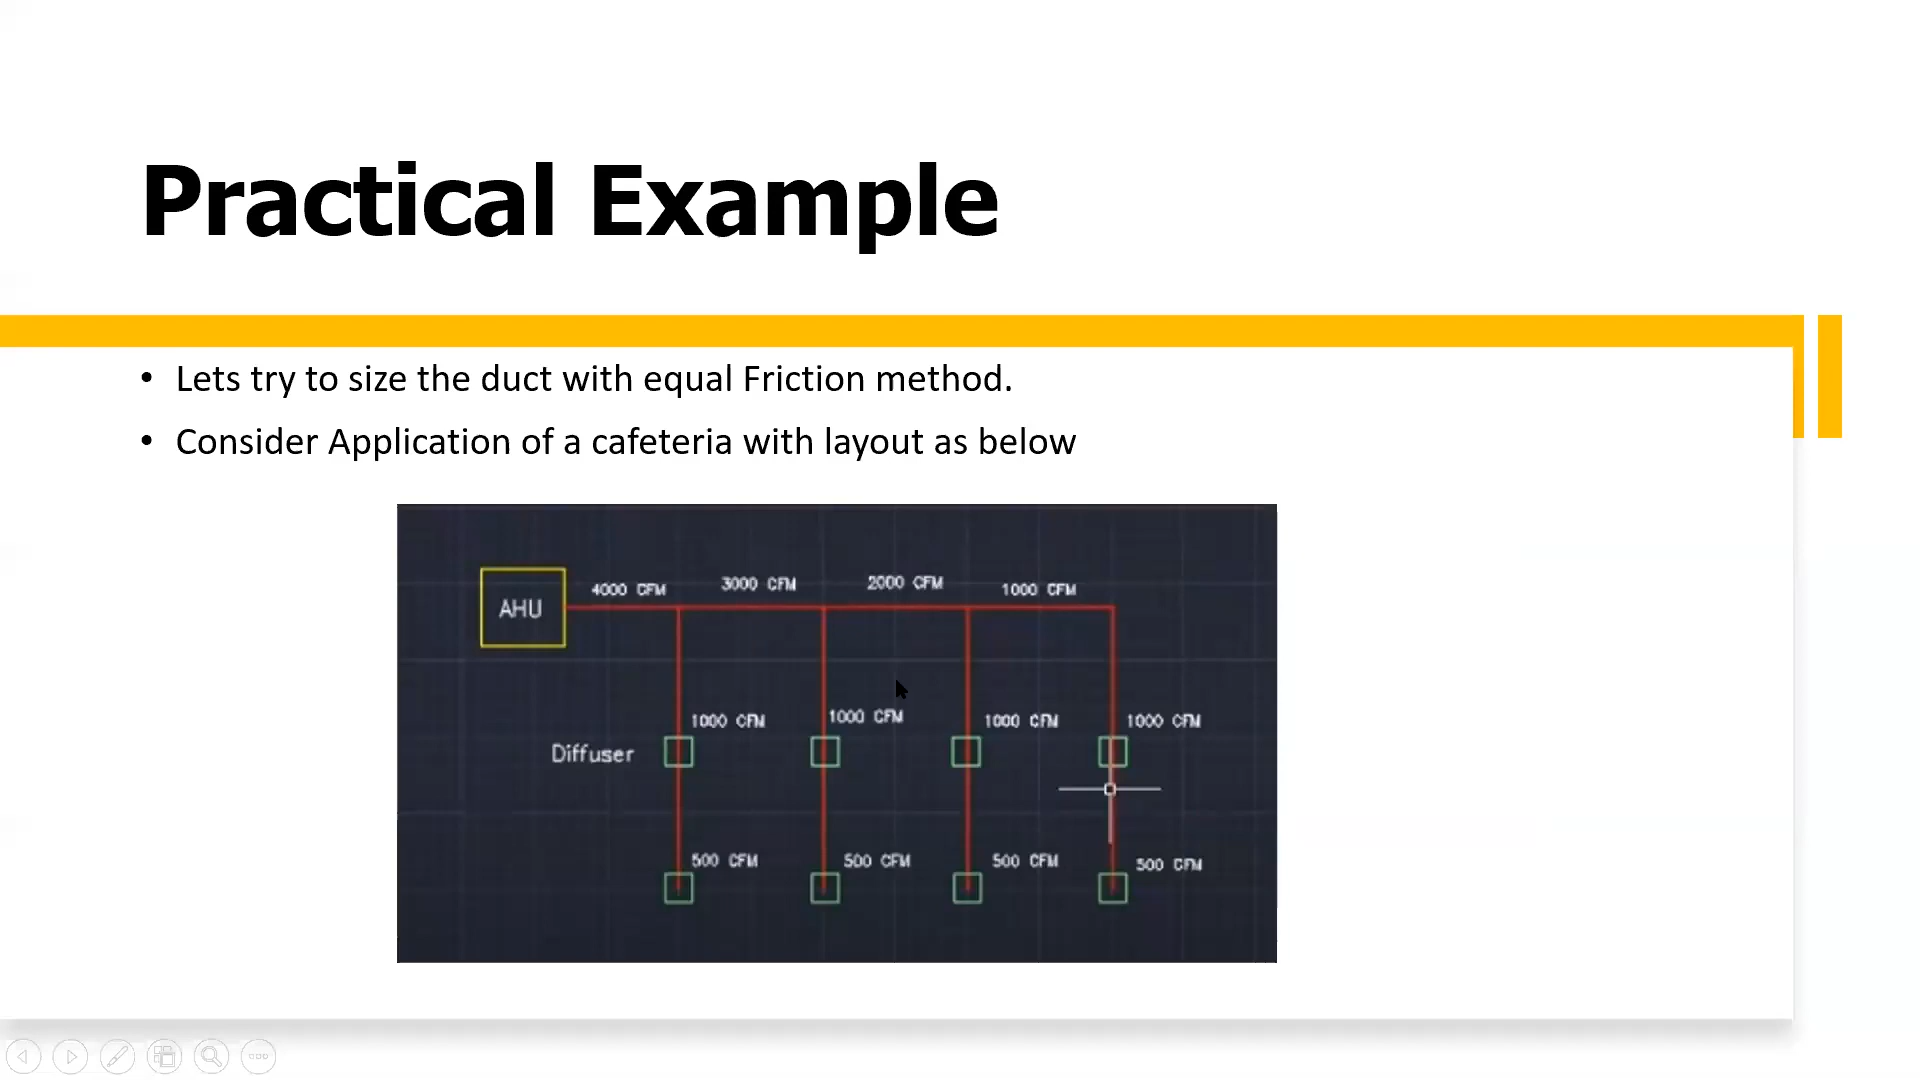 Practical Example
• Lets try to size the duct with equal Friction method.
• Consider Application of a cafeteria with layout as below
4000 CFM 3000 CFM 2000 CFM 1000 CFM
AHU
1000 CFM 1000 CFM 1000 CFM 1000 CFM
Diffuser
500 CFM 500 CFM 500 CFM 500 CFM